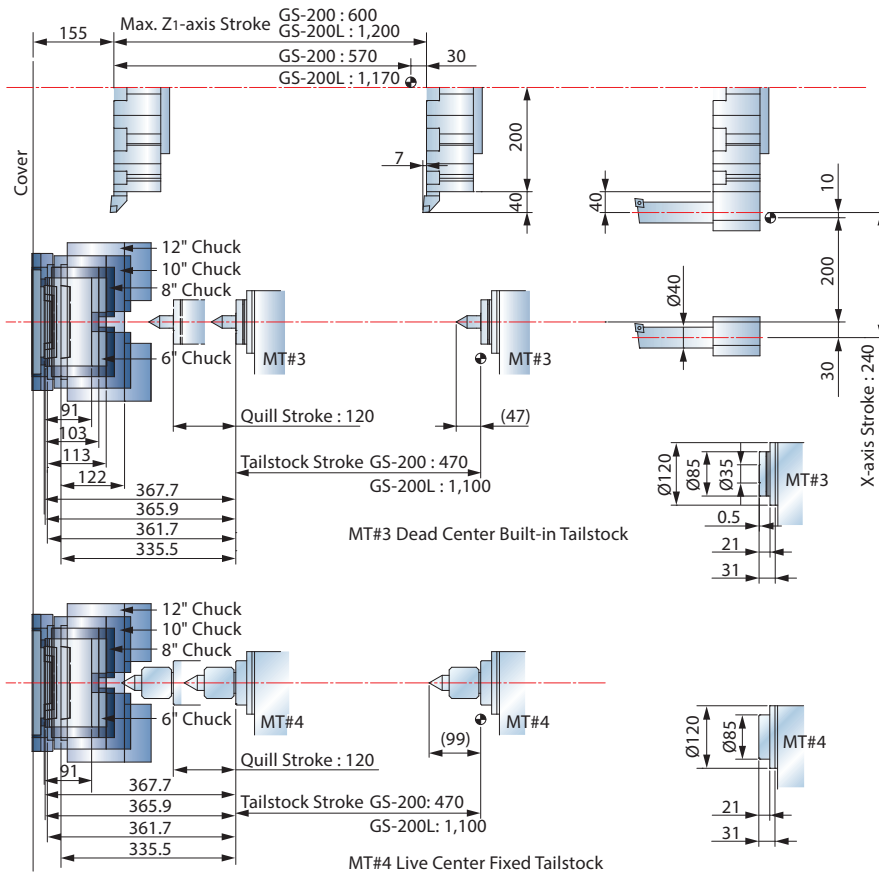 155
Max. Z1-axis Stroke GS-200 : 600
GS-200L : 1,200
GS-200 : 570
30
GS-200L : 1,170
Cover
7
200
40
40
10
200
Ø40
30
X-axis Stroke : 240
12" Chuck
10" Chuck
8" Chuck
6" Chuck
MT#3
MT#3
91
103
113
122
Quill Stroke : 120
(47)
Tailstock Stroke GS-200 : 470
GS-200L : 1,100
367.7
365.9
361.7
335.5
MT#3 Dead Center Built-in Tailstock
Ø120
Ø85
Ø35
MT#3
0.5
21
31
12" Chuck
10" Chuck
8" Chuck
6" Chuck
MT#4
MT#4
(99)
91
Quill Stroke : 120
367.7
Tailstock Stroke GS-200: 470
365.9
GS-200L : 1,100
361.7
335.5
MT#4 Live Center Fixed Tailstock
Ø120
Ø85
MT#4
21
31